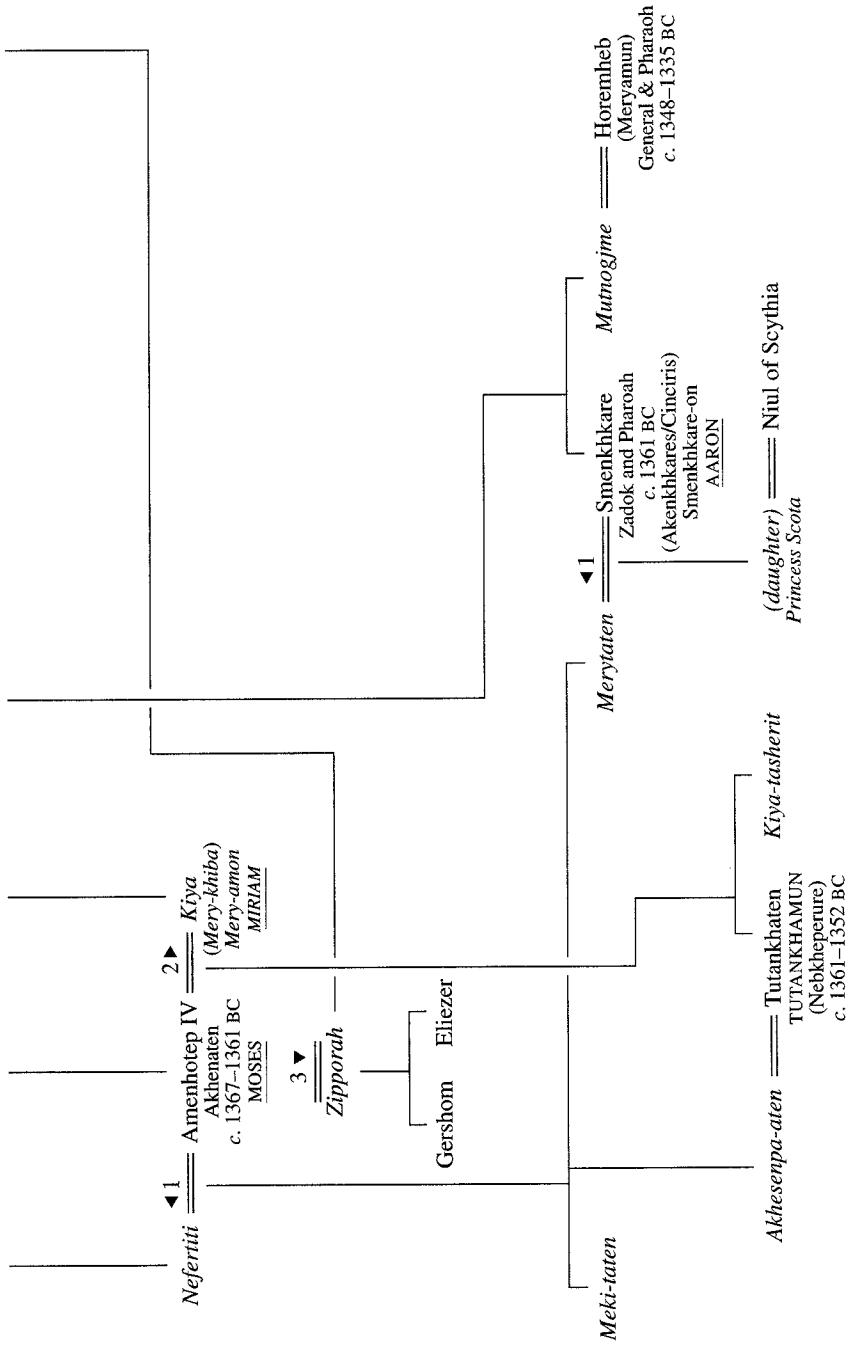 Nefertiti
◄ 1
Amenhotep IV
Akhenaten
c. 1367–1361 BC
MOSES
2 ►
Kiya
(Mery-khiba)
Mery-amon
MIRIAM
3 ▼
Zipporah
Gershom
Eliezer
Meki-taten
Merytaten
◄ 1
Smenkhkare
Zadok and Pharoah
c. 1361 BC
(Akenkhkares/Cinciris)
Smenkhkare-on
AARON
Mutnogjme
Horemheb
(Meryamun)
General & Pharaoh
c. 1348–1335 BC
Akhesenpa-aten
Tutankhaten
TUTANKHAMUN
(Nebkheperure)
c. 1361–1352 BC
Kiya-tasherit
(daughter)
Princess Scota
Niul of Scythia